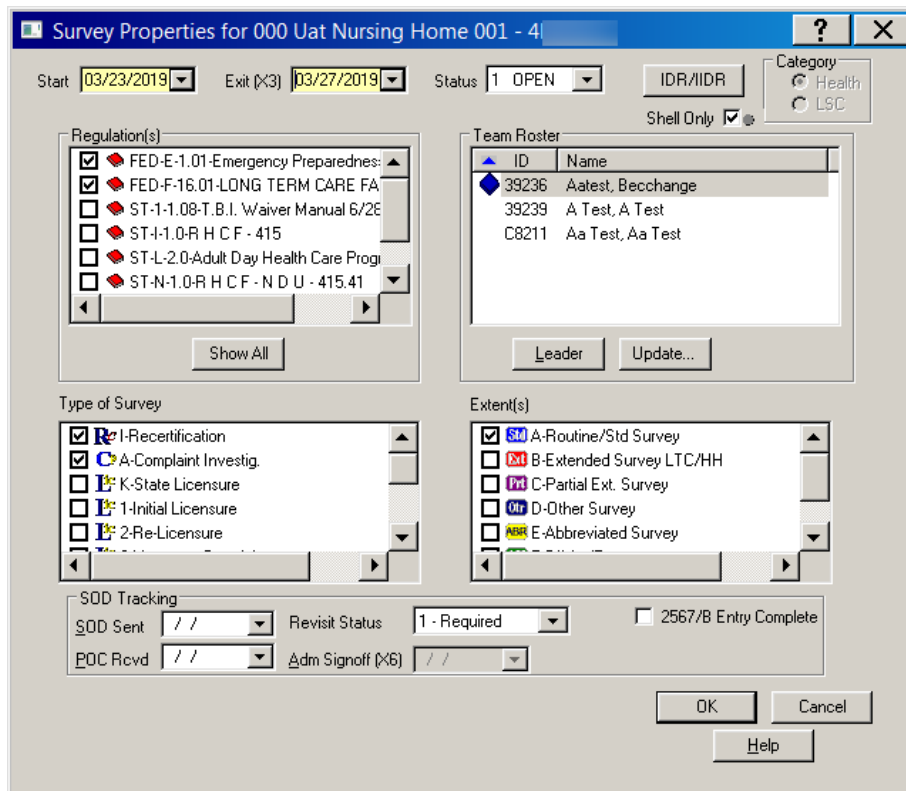 Survey Properties for 000 Uat Nursing Home 001 - 4
Start 03/23/2019 Exit (X3) 03/27/2019 Status 1 OPEN IDR/IIDR
Category
Health
LSC
Shell Only
Regulation(s)
FED-E-1.01-Emergency Preparednes
FED-F-16.01-LONG TERM CARE FA
ST-1-1.08-T.B.I. Waiver Manual 6/28
ST-I-1.0-R H C F - 415
ST-L-2.0-Adult Day Health Care Progr
ST-N-1.0-R H C F - N D U - 415.41
Show All
Team Roster
ID Name
39236 Aatest, Becchange
39239 A Test, A Test
C8211 Aa Test, Aa Test
Leader Update...
Type of Survey
I-Recertification
A-Complaint Investig.
K-State Licensure
1-Initial Licensure
2-Re-Licensure
Extent(s)
Std A-Routine/Std Survey
Ext B-Extended Survey LTC/HH
Prt C-Partial Ext. Survey
Otr D-Other Survey
ABR E-Abbreviated Survey
SOD Tracking
SOD Sent / / Revisit Status 1 - Required 2567/B Entry Complete
POC Rcvd / / Adm Signoff (X6) / /
OK Cancel
Help